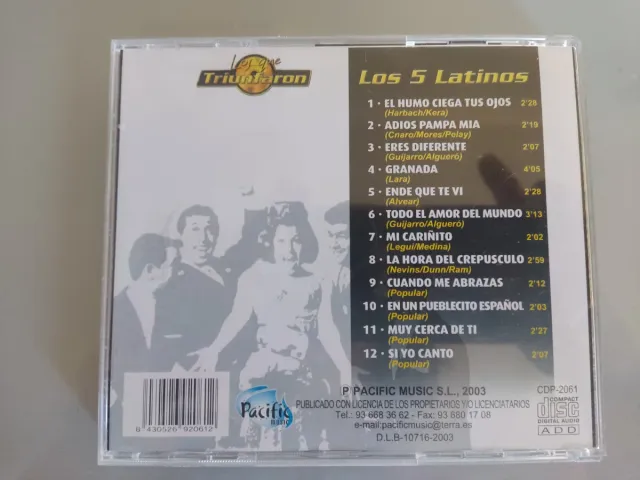 Los que
Triunfaron
Los 5 Latinos
1 · EL HUMO CIEGA TUS OJOS 2'28
(Harbach/Kera)
2 · ADIOS PAMPA MIA 2'19
(Cnaro/Mores/Pelay)
3 · ERES DIFERENTE 2'07
(Guijarro/Algueró)
4 · GRANADA 4'05
(Lara)
5 · ENDE QUE TE VI 2'28
(Alvear)
6 · TODO EL AMOR DEL MUNDO 3'13
(Guijarro/Algueró)
7 · MI CARIÑITO 2'02
(Legui/Medina)
8 · LA HORA DEL CREPUSCULO 2'59
(Nevins/Dunn/Ram)
9 · CUANDO ME ABRAZAS 2'12
(Popular)
10 · EN UN PUEBLECITO ESPAÑOL 2'03
(Popular)
11 · MUY CERCA DE TI 2'27
(Popular)
12 · SI YO CANTO 2'07
(Popular)
8 430526 920612
Pacific
music
P PACIFIC MUSIC S.L., 2003
PUBLICADO CON LICENCIA DE LOS PROPIETARIOS Y/O LICENCIATARIOS
Tel.: 93 668 36 62 - Fax: 93 880 17 08
e-mail:pacificmusic@terra.es
D.L.B-10716-2003
CDP-2061
COMPACT
disc
DIGITAL AUDIO
ADD